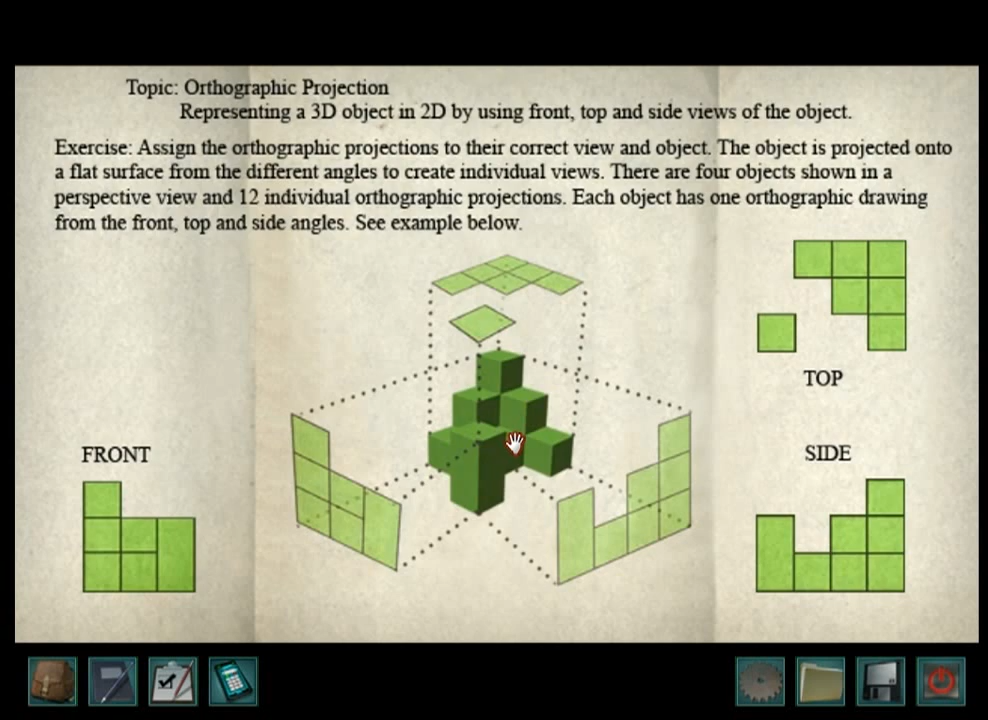 Topic: Orthographic Projection
Representing a 3D object in 2D by using front, top and side views of the object.
Exercise: Assign the orthographic projections to their correct view and object. The object is projected onto
a flat surface from the different angles to create individual views. There are four objects shown in a
perspective view and 12 individual orthographic projections. Each object has one orthographic drawing
from the front, top and side angles. See example below.
TOP
FRONT
SIDE